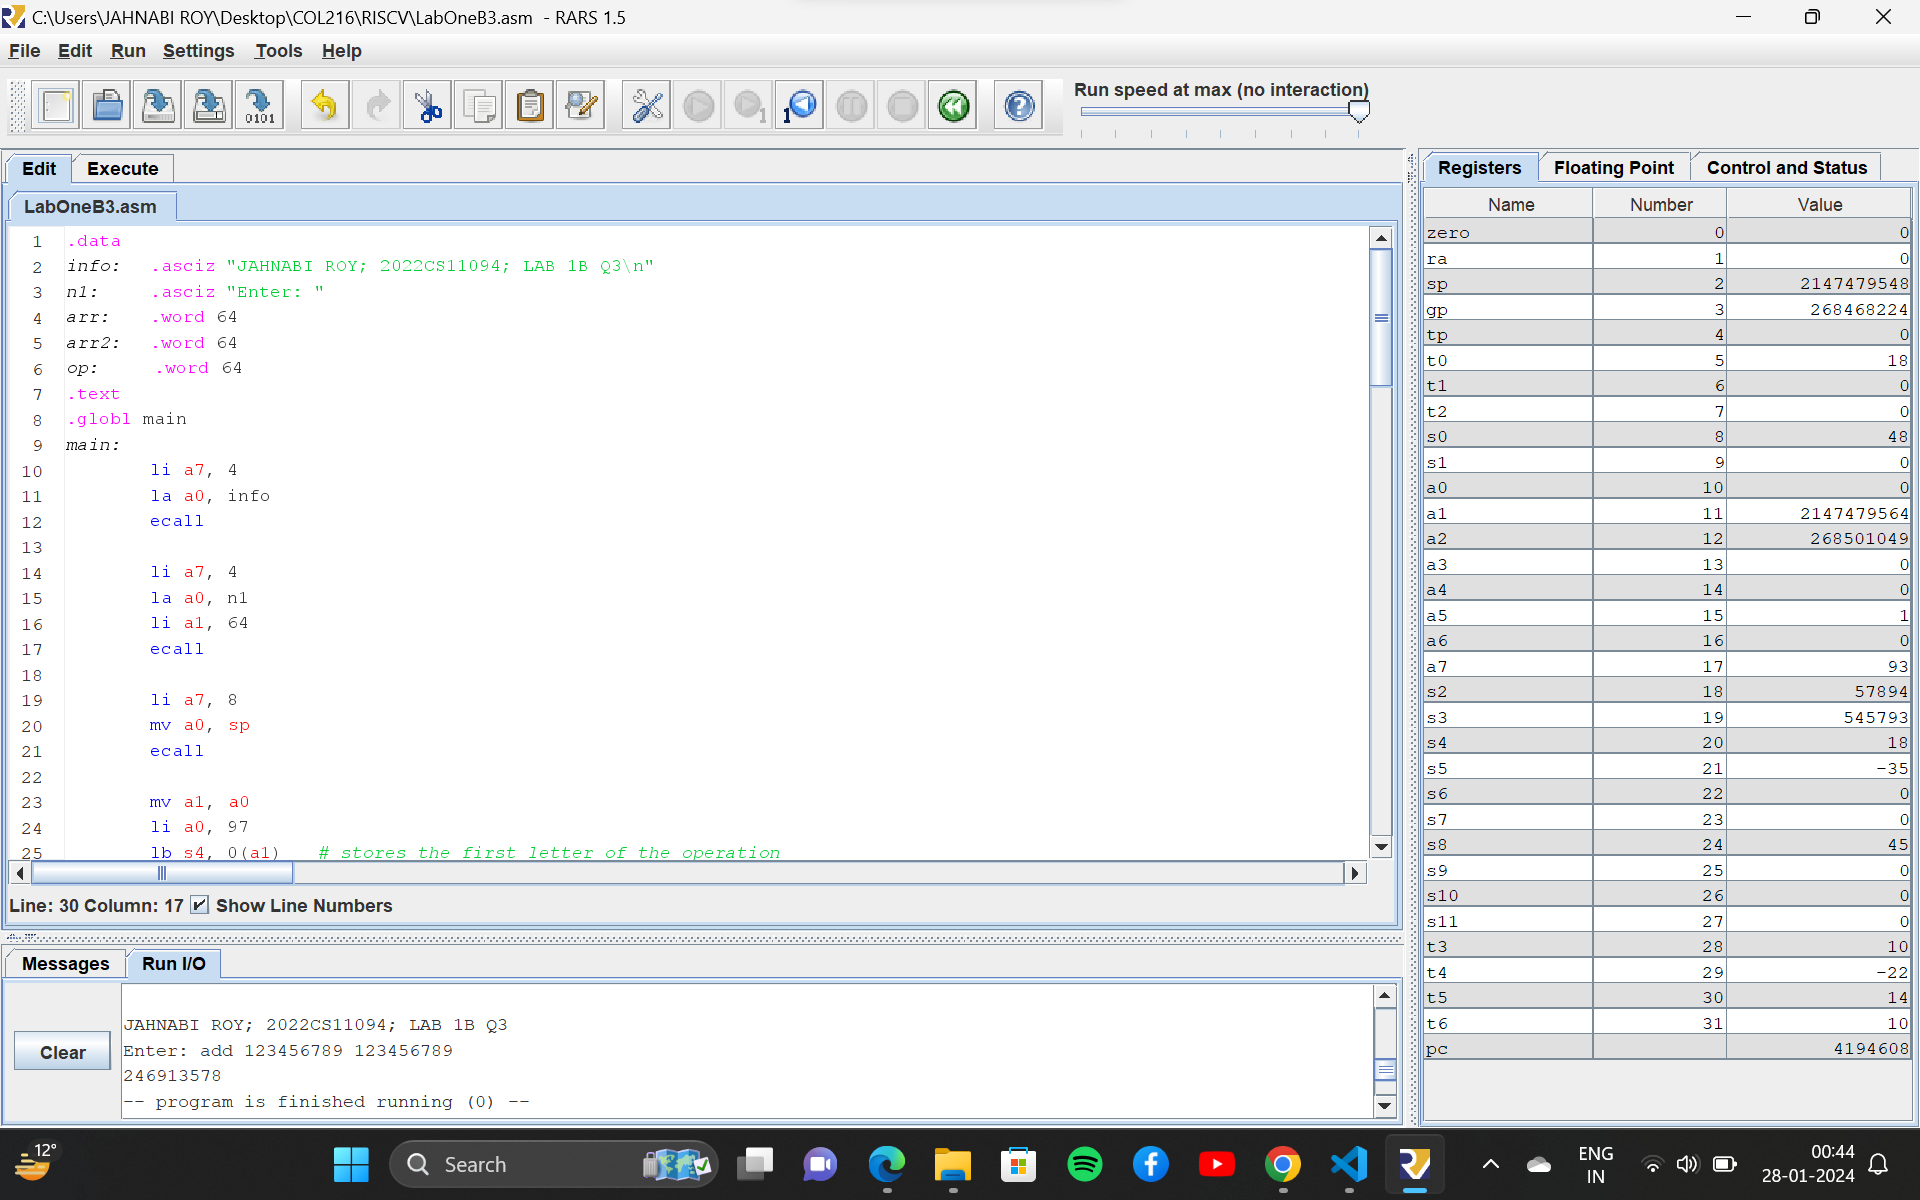 C:\Users\JAHNABI ROY\Desktop\COL216\RISCV\LabOneB3.asm - RARS 1.5
File Edit Run Settings Tools Help
Run speed at max (no interaction)
0101
1
1
Edit Execute
LabOneB3.asm
1 .data
2 info: .asciz "JAHNABI ROY; 2022CS11094; LAB 1B Q3\n"
3 n1: .asciz "Enter: "
4 arr: .word 64
5 arr2: .word 64
6 op: .word 64
7 .text
8 .globl main
9 main:
10 li a7, 4
11 la a0, info
12 ecall
13
14 li a7, 4
15 la a0, n1
16 li a1, 64
17 ecall
18
19 li a7, 8
20 mv a0, sp
21 ecall
22
23 mv a1, a0
24 li a0, 97
25 lb s4, 0(a1) # stores the first letter of the operation
Line: 30 Column: 17 Show Line Numbers
Messages Run I/O
Clear
JAHNABI ROY; 2022CS11094; LAB 1B Q3
Enter: add 123456789 123456789
246913578
-- program is finished running (0) --
Registers Floating Point Control and Status
Name Number Value
zero 0 0
ra 1 0
sp 2 2147479548
gp 3 268468224
tp 4 0
t0 5 18
t1 6 0
t2 7 0
s0 8 48
s1 9 0
a0 10 0
a1 11 2147479564
a2 12 268501049
a3 13 0
a4 14 0
a5 15 1
a6 16 0
a7 17 93
s2 18 57894
s3 19 545793
s4 20 18
s5 21 -35
s6 22 0
s7 23 0
s8 24 45
s9 25 0
s10 26 0
s11 27 0
t3 28 10
t4 29 -22
t5 30 14
t6 31 10
pc 4194608
12°
Search
ENG
IN
00:44
28-01-2024